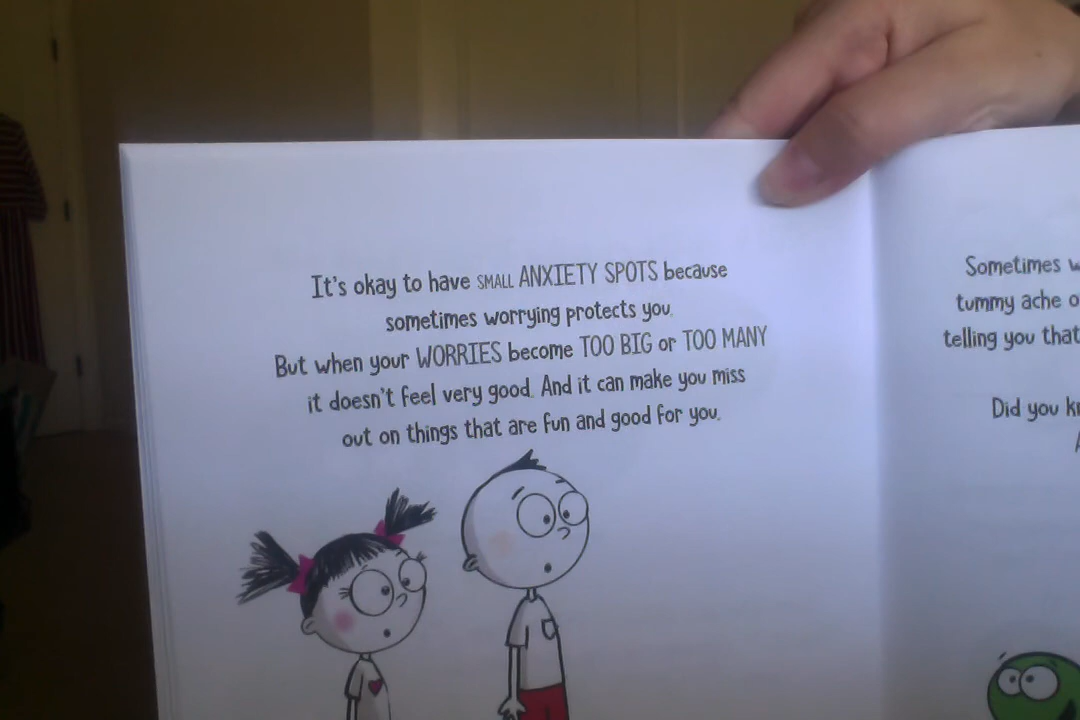 It's okay to have SMALL ANXIETY SPOTS because
sometimes worrying protects you.
But when your WORRIES become TOO BIG or TOO MANY
it doesn't feel very good. And it can make you miss
out on things that are fun and good for you.
Sometimes
tummy ache
telling you that
Did you